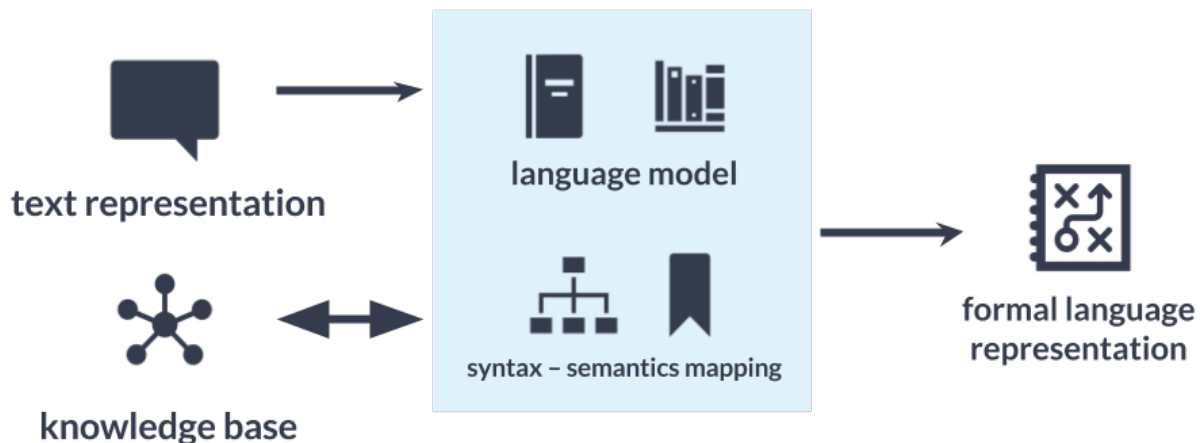 text representation
knowledge base
language model
syntax – semantics mapping
formal language
representation